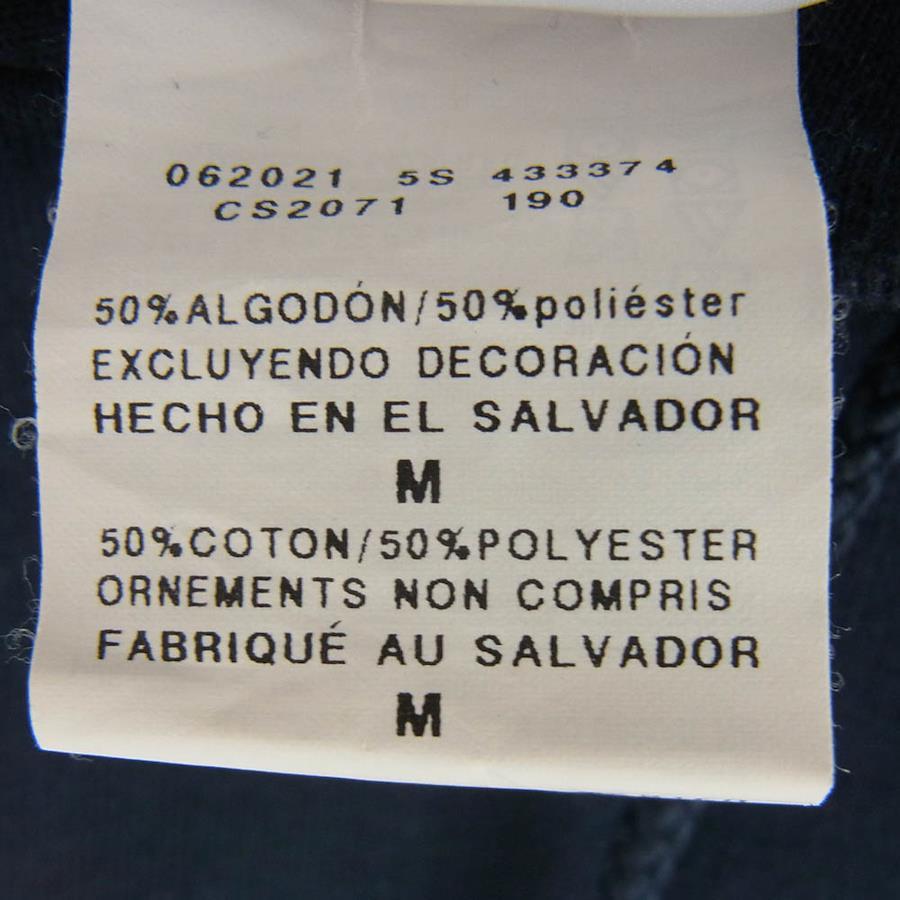 062021 5S 433374
CS2071 190
50%ALGODÓN/50%poliéster
EXCLUYENDO DECORACIÓN
HECHO EN EL SALVADOR
M
50%COTON/50%POLYESTER
ORNEMENTS NON COMPRIS
FABRIQUÉ AU SALVADOR
M